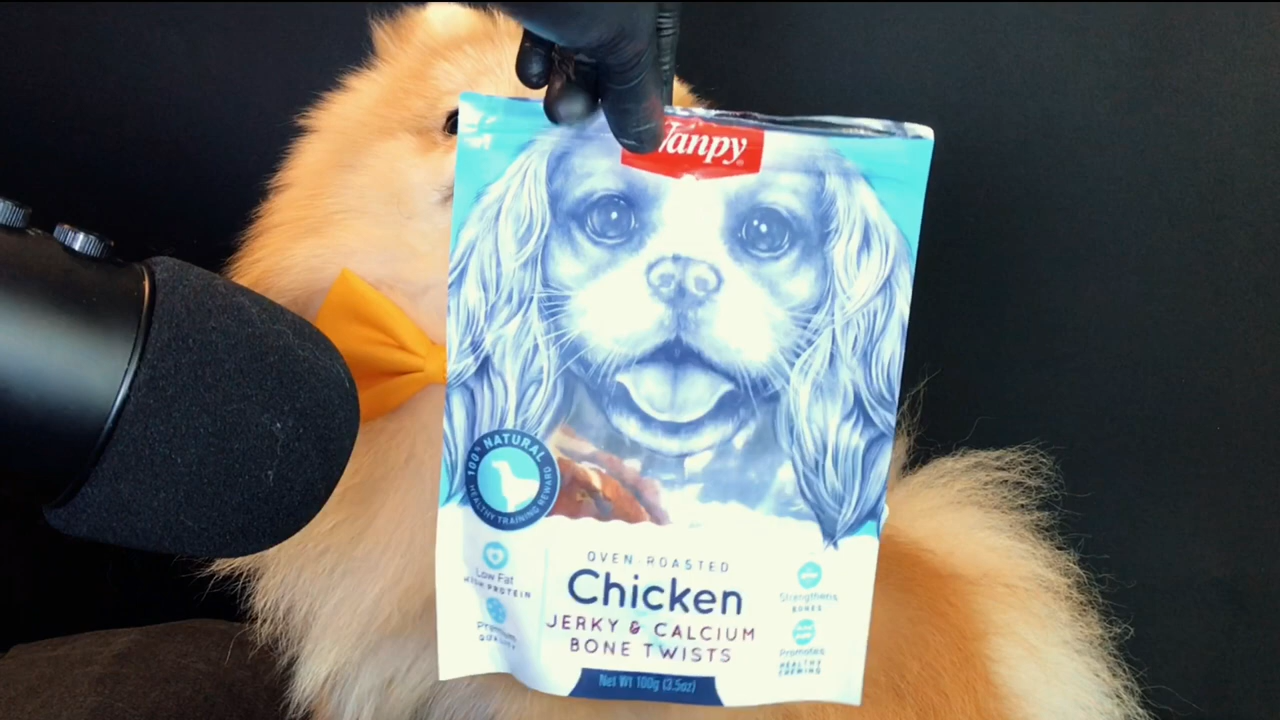 Wanpy
100% NATURAL
HEALTHY TRAINING REWARD
OVEN-ROASTED
Chicken
JERKY & CALCIUM
BONE TWISTS
Low Fat
HIGH PROTEIN
Premium
QUALITY
Strengthens
BONES
Promotes
HEALTHY
CHEWING
Net Wt 100g (3.5oz)